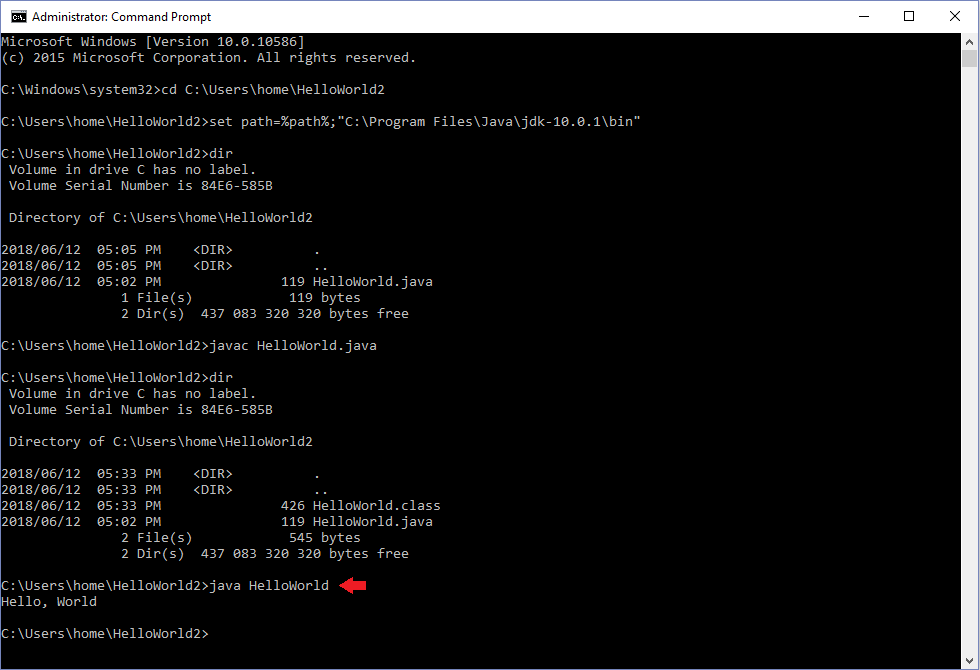 Administrator: Command Prompt
Microsoft Windows [Version 10.0.10586]
(c) 2015 Microsoft Corporation. All rights reserved.
C:\Windows\system32>cd C:\Users\home\HelloWorld2
C:\Users\home\HelloWorld2>set path=%path%;"C:\Program Files\Java\jdk-10.0.1\bin"
C:\Users\home\HelloWorld2>dir
Volume in drive C has no label.
Volume Serial Number is 84E6-585B
Directory of C:\Users\home\HelloWorld2
2018/06/12  05:05 PM    <DIR>          .
2018/06/12  05:05 PM    <DIR>          ..
2018/06/12  05:02 PM               119 HelloWorld.java
1 File(s)            119 bytes
2 Dir(s)  437 083 320 320 bytes free
C:\Users\home\HelloWorld2>javac HelloWorld.java
C:\Users\home\HelloWorld2>dir
Volume in drive C has no label.
Volume Serial Number is 84E6-585B
Directory of C:\Users\home\HelloWorld2
2018/06/12  05:33 PM    <DIR>          .
2018/06/12  05:33 PM    <DIR>          ..
2018/06/12  05:33 PM               426 HelloWorld.class
2018/06/12  05:02 PM               119 HelloWorld.java
2 File(s)            545 bytes
2 Dir(s)  437 083 320 320 bytes free
C:\Users\home\HelloWorld2>java HelloWorld
Hello, World
C:\Users\home\HelloWorld2>